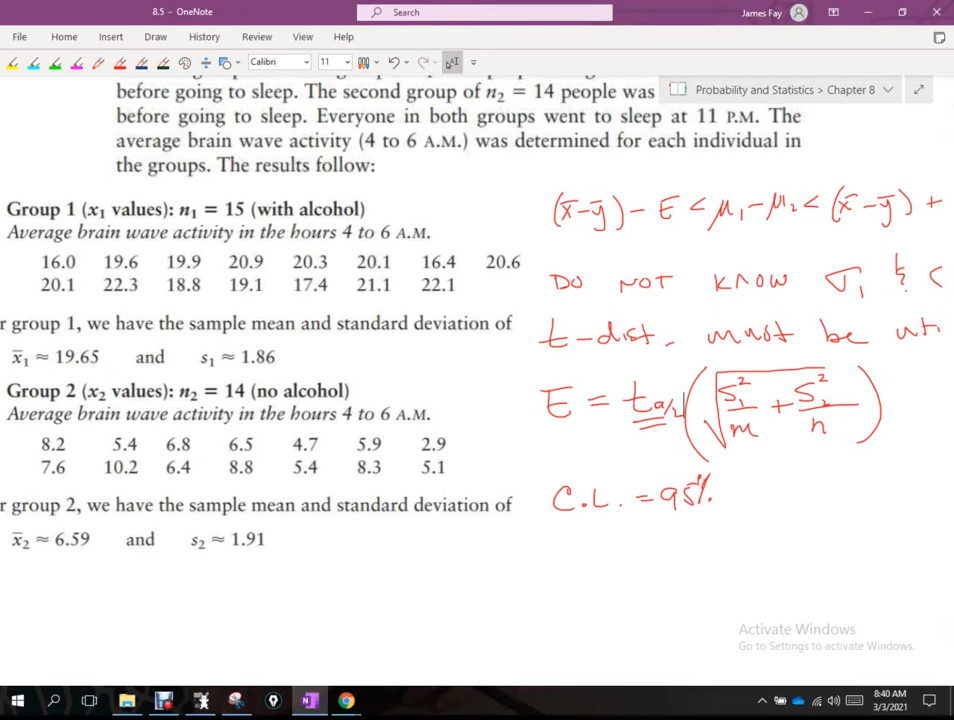 8.5 - OneNote
Search
James Fay
File Home Insert Draw History Review View Help
Calibri 11
Probability and Statistics > Chapter 8
before going to sleep. The second group of n₂ = 14 people was
before going to sleep. Everyone in both groups went to sleep at 11 P.M. The
average brain wave activity (4 to 6 A.M.) was determined for each individual in
the groups. The results follow:
Group 1 (x₁ values): n₁ = 15 (with alcohol)
Average brain wave activity in the hours 4 to 6 A.M.
16.0 19.6 19.9 20.9 20.3 20.1 16.4 20.6
20.1 22.3 18.8 19.1 17.4 21.1 22.1
r group 1, we have the sample mean and standard deviation of
x̄₁ ≈ 19.65 and s₁ ≈ 1.86
Group 2 (x₂ values): n₂ = 14 (no alcohol)
Average brain wave activity in the hours 4 to 6 A.M.
8.2 5.4 6.8 6.5 4.7 5.9 2.9
7.6 10.2 6.4 8.8 5.4 8.3 5.1
r group 2, we have the sample mean and standard deviation of
x̄₂ ≈ 6.59 and s₂ ≈ 1.91
(x̄-ȳ) - E < μ₁ - μ₂ < (x̄-ȳ) +
DO NOT KNOW σ₁ &
t-dist. must be
E = t a/2 (√(S₁²/m + S₂²/n))
C.L. = 95%
Activate Windows
Go to Settings to activate Windows.
8:40 AM
3/3/2021